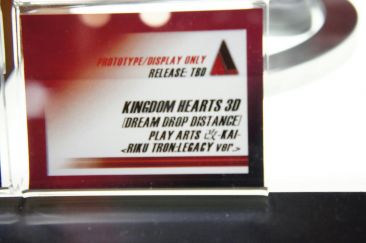 PROTOTYPE/DISPLAY ONLY
RELEASE: TBD
KINGDOM HEARTS 3D
[DREAM DROP DISTANCE]
PLAY ARTS 改 -KAI-
<RIKU TRON:LEGACY ver.>